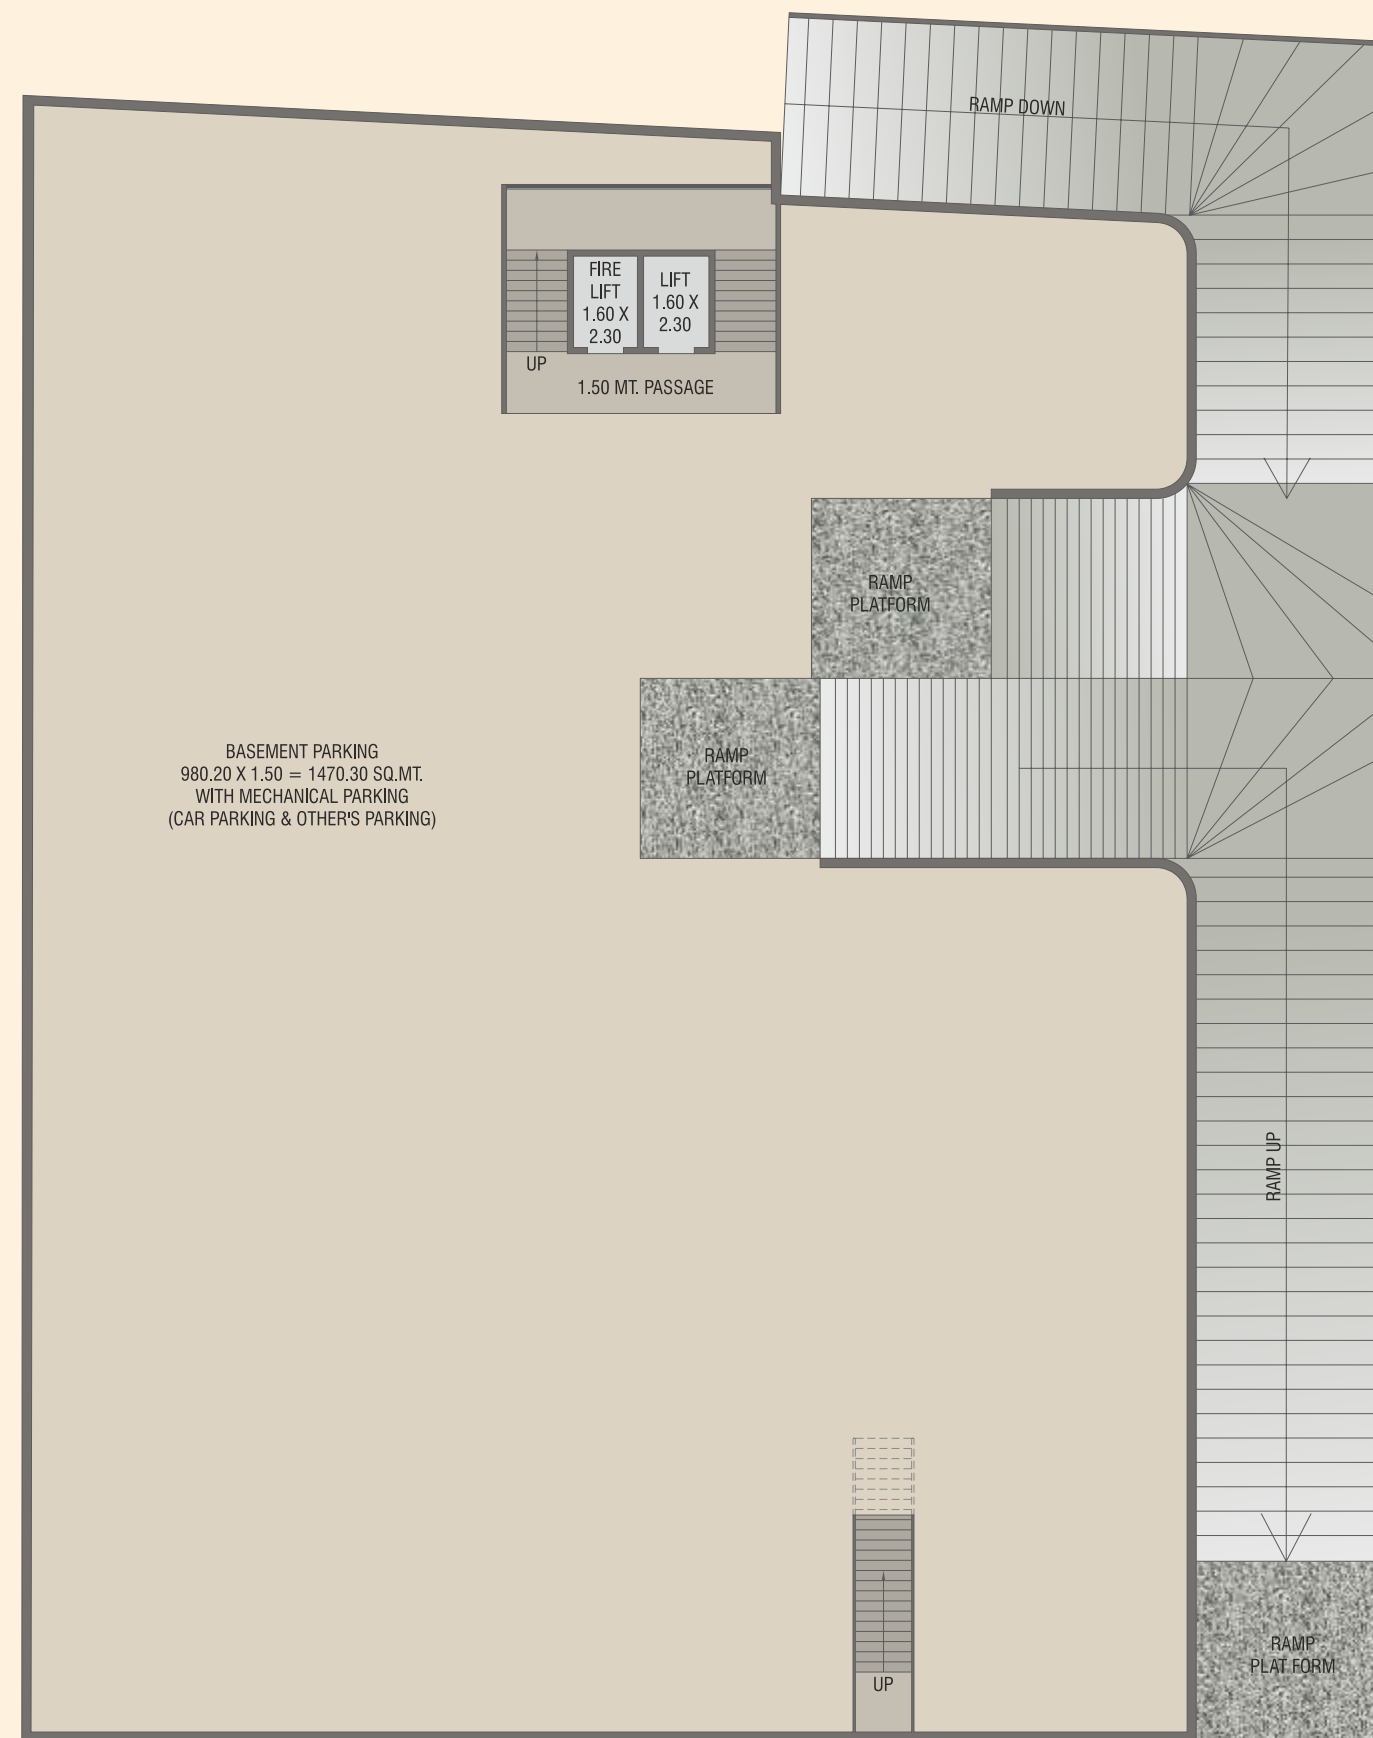 RAMP DOWN
FIRE
LIFT
1.60 X
2.30
LIFT
1.60 X
2.30
UP
1.50 MT. PASSAGE
RAMP
PLATFORM
RAMP
PLATFORM
BASEMENT PARKING
980.20 X 1.50 = 1470.30 SQ.MT.
WITH MECHANICAL PARKING
(CAR PARKING & OTHER'S PARKING)
RAMP UP
RAMP
PLAT FORM
UP